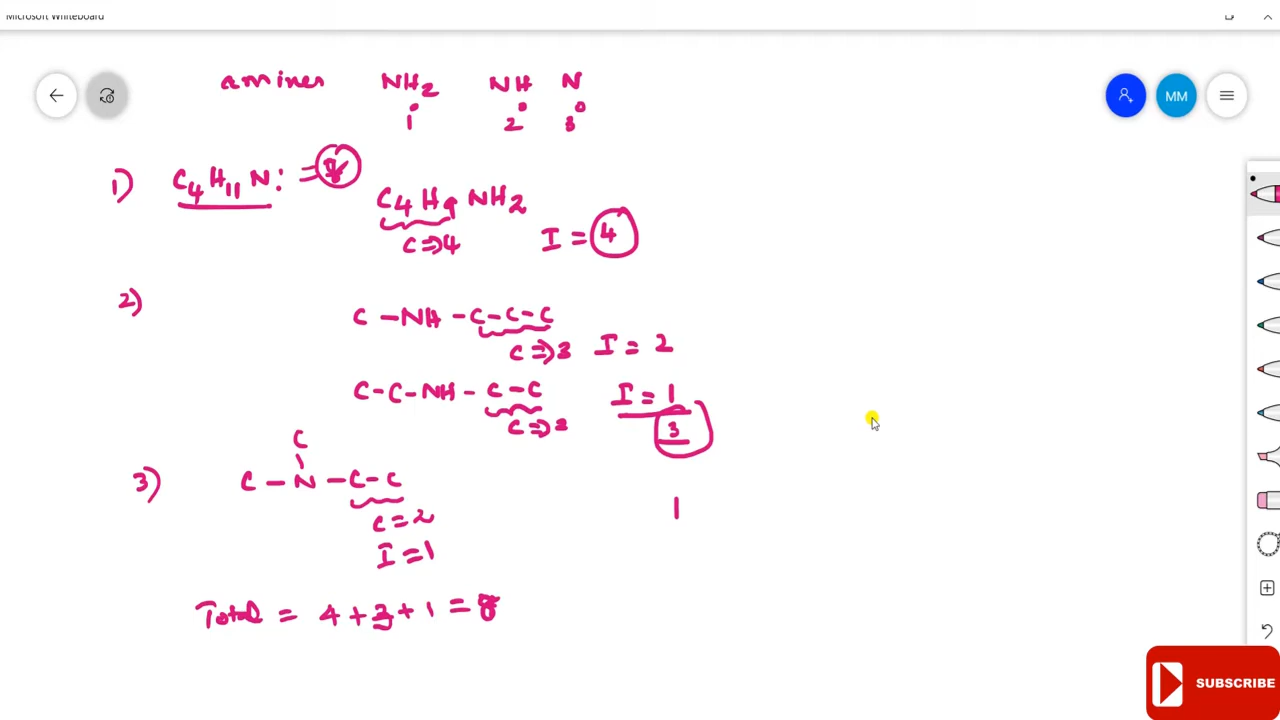 Microsoft Whiteboard
amines NH2 NH N
1° 2° 3°
MM
1) C4H11N: = 8
C4H9NH2
C⇒4 I = 4
2)
C-NH-C-C-C
C⇒3 I = 2
C-C-NH-C-C I = 1
C⇒2 3
C
3) C-N-C-C
C=2 1
I=1
Total = 4+3+1=8
SUBSCRIBE